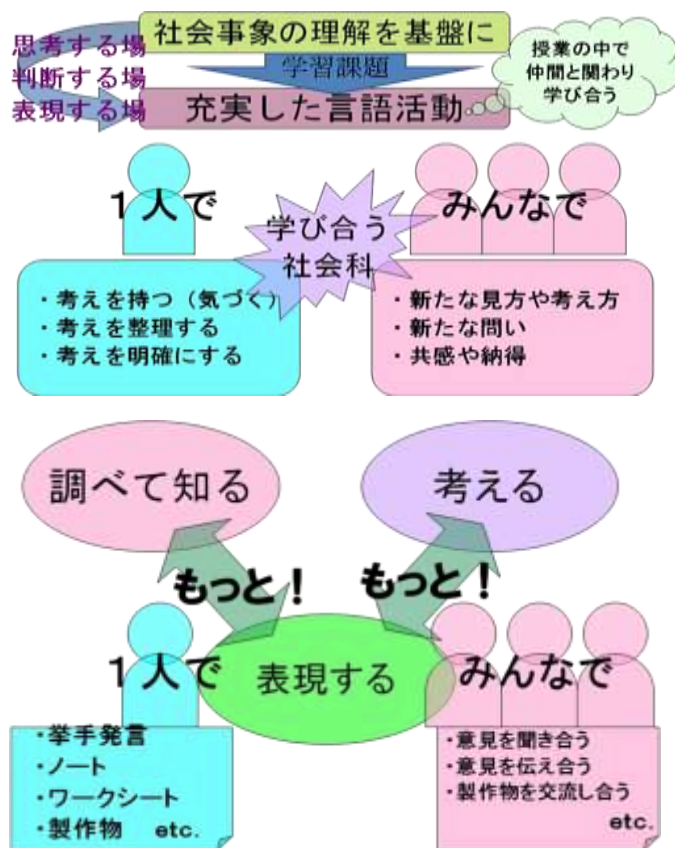 思考する場
判断する場
表現する場
社会事象の理解を基盤に
学習課題
充実した言語活動
授業の中で
仲間と関わり
学び合う
1人で
学び合う
社会科
みんなで
・考えを持つ（気づく）
・考えを整理する
・考えを明確にする
・新たな見方や考え方
・新たな問い
・共感や納得
調べて知る
考える
もっと！
もっと！
1人で
表現する
みんなで
・挙手発言
・ノート
・ワークシート
・製作物　etc.
・意見を聞き合う
・意見を伝え合う
・製作物を交流し合う
etc.